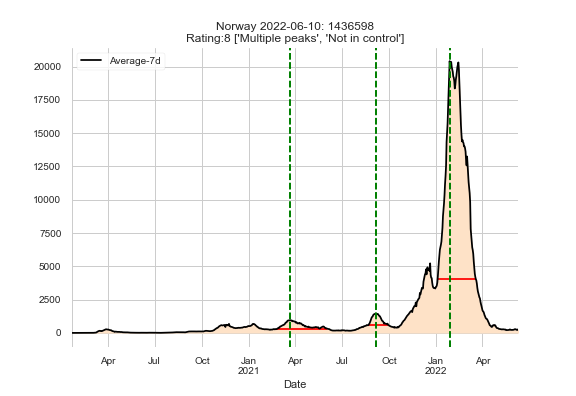 Norway 2022-06-10: 1436598
Rating:8 ['Multiple peaks', 'Not in control']
Average-7d
20000
17500
15000
12500
10000
7500
5000
2500
0
Apr Jul Oct Jan Apr Jul Oct Jan Apr
2021 2022
Date